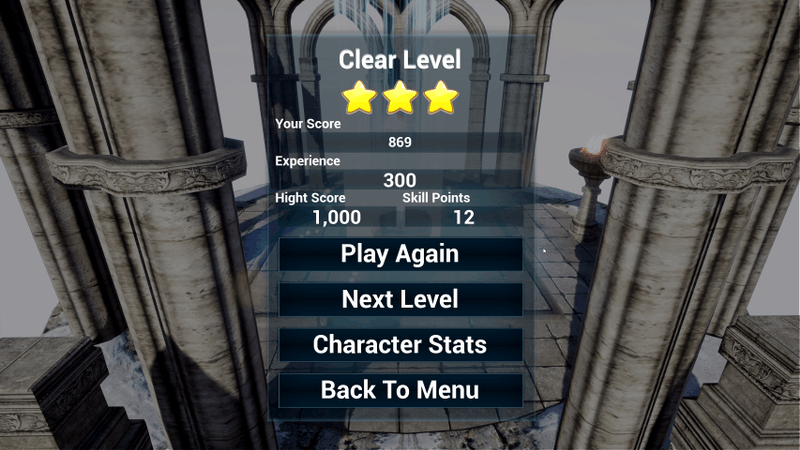 Clear Level
Your Score
869
Experience
300
Hight Score Skill Points
1,000 12
Play Again
Next Level
Character Stats
Back To Menu